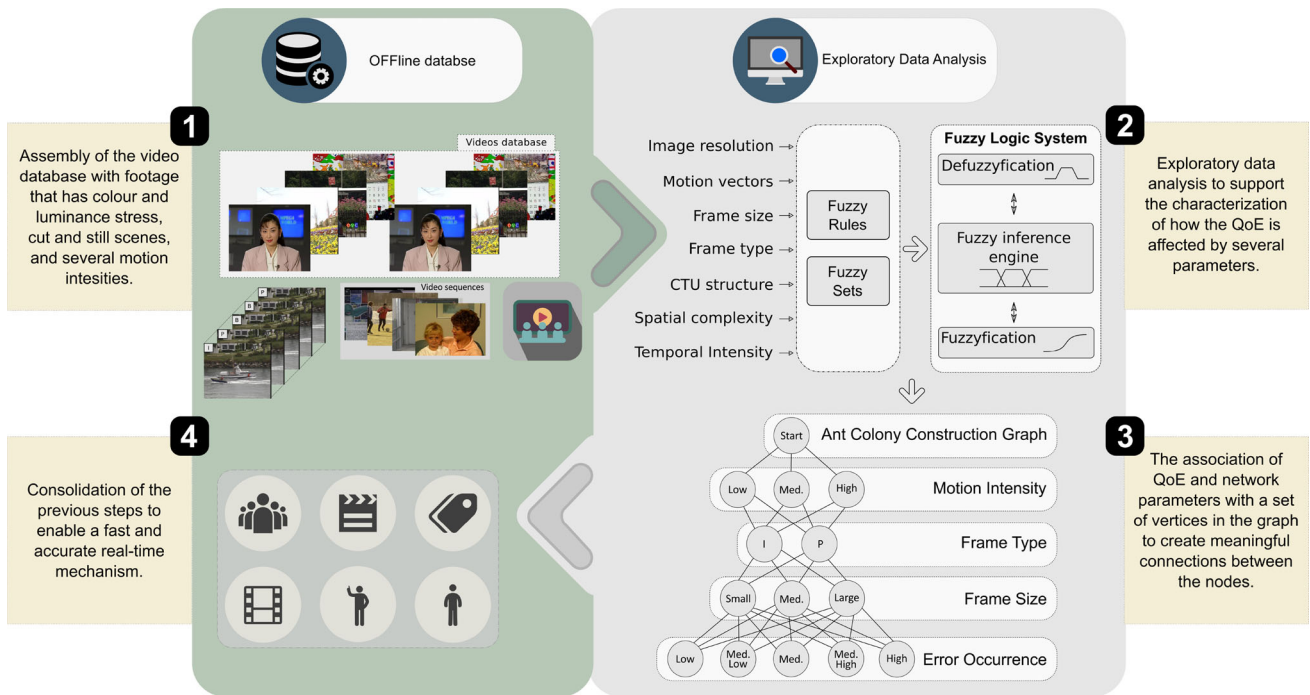 OFFline databse
Exploratory Data Analysis
1
Assembly of the video
database with footage
that has colour and
luminance stress,
cut and still scenes,
and several motion
intesities.
Videos database
Video sequences
I
P
B
B
P
Image resolution
Motion vectors
Frame size
Frame type
CTU structure
Spatial complexity
Temporal Intensity
Fuzzy
Rules
Fuzzy
Sets
Fuzzy Logic System
Defuzzyfication
Fuzzy inference
engine
Fuzzyfication
2
Exploratory data
analysis to support
the characterization
of how the QoE is
affected by several
parameters.
Start
Ant Colony Construction Graph
Low
Med.
High
Motion Intensity
I
P
Frame Type
Small
Med.
Large
Frame Size
Low
Med.
Low
Med.
Med.
High
High
Error Occurrence
3
The association of
QoE and network
parameters with a set
of vertices in the graph
to create meaningful
connections between
the nodes.
4
Consolidation of the
previous steps to
enable a fast and
accurate real-time
mechanism.